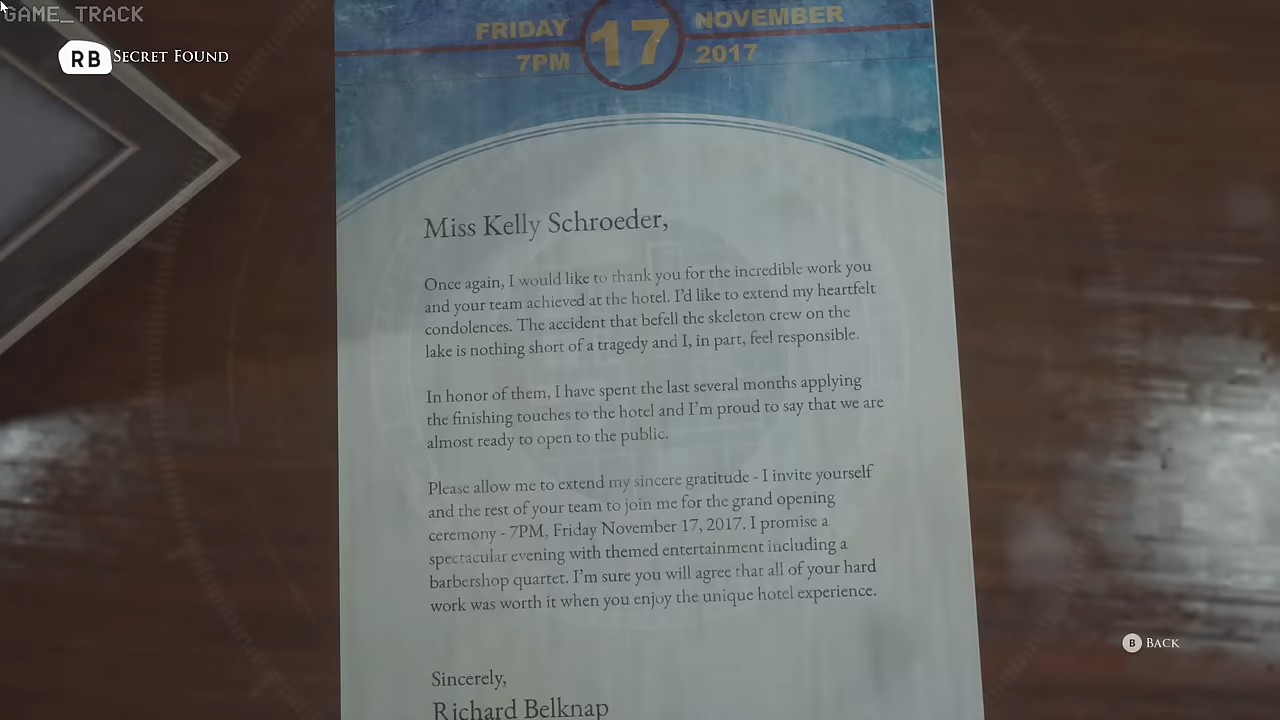 GAME_TRACK
RB SECRET FOUND
FRIDAY 17 NOVEMBER
7PM 2017
Miss Kelly Schroeder,
Once again, I would like to thank you for the incredible work you
and your team achieved at the hotel. I'd like to extend my heartfelt
condolences. The accident that befell the skeleton crew on the
lake is nothing short of a tragedy and I, in part, feel responsible.
In honor of them, I have spent the last several months applying
the finishing touches to the hotel and I'm proud to say that we are
almost ready to open to the public.
Please allow me to extend my sincere gratitude - I invite yourself
and the rest of your team to join me for the grand opening
ceremony - 7PM, Friday November 17, 2017. I promise a
spectacular evening with themed entertainment including a
barbershop quartet. I'm sure you will agree that all of your hard
work was worth it when you enjoy the unique hotel experience.
B BACK
Sincerely,
Richard Belknap